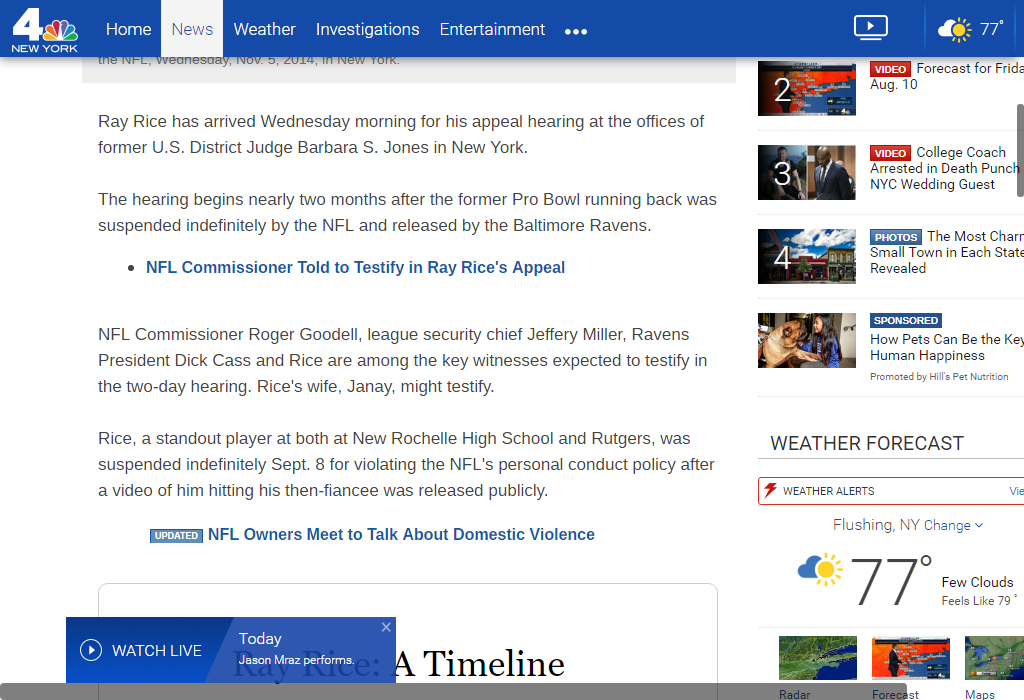 4
NEW YORK
Home
News
Weather
Investigations
Entertainment
77°
the NFL, Wednesday, Nov. 5, 2014, in New York.
Ray Rice has arrived Wednesday morning for his appeal hearing at the offices of
former U.S. District Judge Barbara S. Jones in New York.
The hearing begins nearly two months after the former Pro Bowl running back was
suspended indefinitely by the NFL and released by the Baltimore Ravens.
NFL Commissioner Told to Testify in Ray Rice's Appeal
NFL Commissioner Roger Goodell, league security chief Jeffery Miller, Ravens
President Dick Cass and Rice are among the key witnesses expected to testify in
the two-day hearing. Rice's wife, Janay, might testify.
Rice, a standout player at both at New Rochelle High School and Rutgers, was
suspended indefinitely Sept. 8 for violating the NFL's personal conduct policy after
a video of him hitting his then-fiancee was released publicly.
UPDATED NFL Owners Meet to Talk About Domestic Violence
Ray Rice: A Timeline
WATCH LIVE
Today
Jason Mraz performs.
2
VIDEO Forecast for Frida
Aug. 10
3
VIDEO College Coach
Arrested in Death Punch
NYC Wedding Guest
4
PHOTOS The Most Charm
Small Town in Each State
Revealed
SPONSORED
How Pets Can Be the Key
Human Happiness
Promoted by Hill's Pet Nutrition
WEATHER FORECAST
WEATHER ALERTS
Vie
Flushing, NY Change
77°
Few Clouds
Feels Like 79 °
Radar
Forecast
Maps